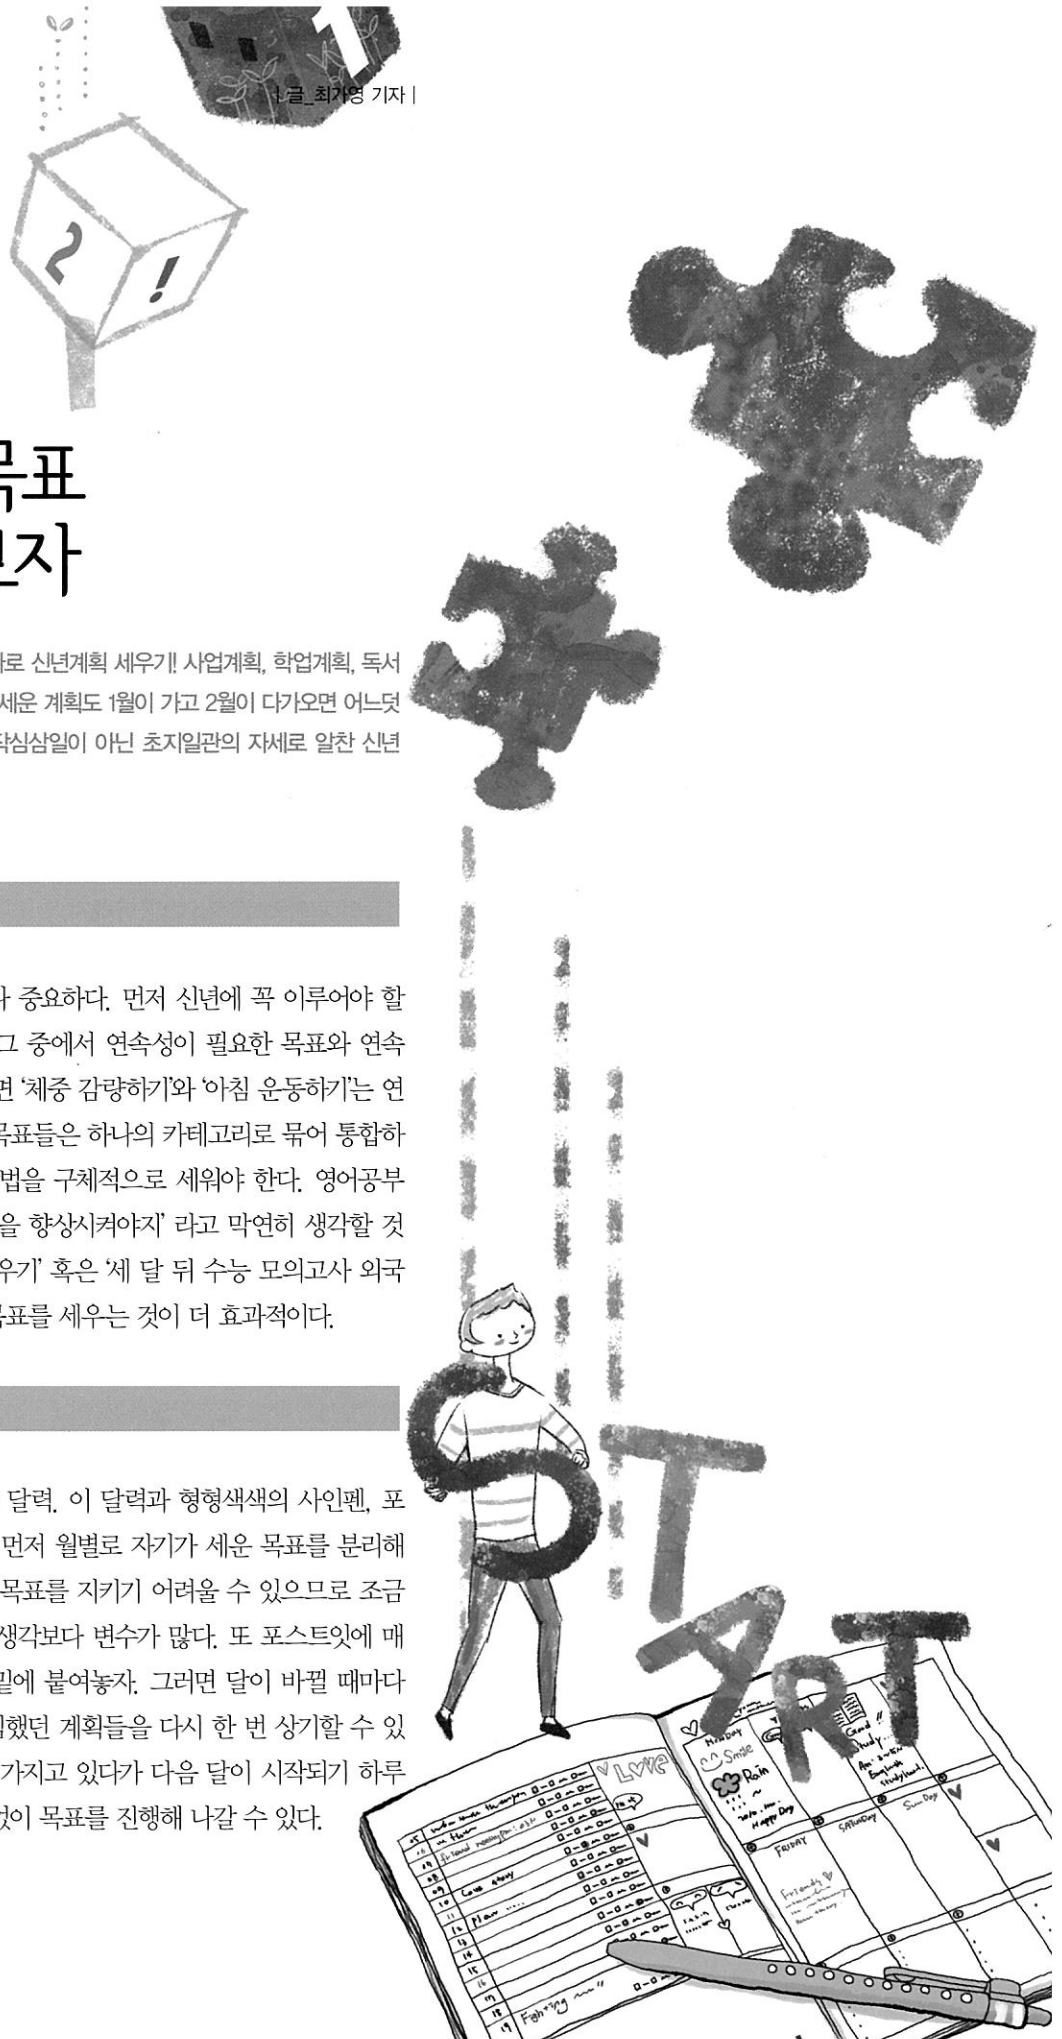 1
| 글_최가영 기자 |
2
!
목표
보자
바로 신년계획 세우기! 사업계획, 학업계획, 독서
세운 계획도 1월이 가고 2월이 다가오면 어느덧
작심삼일이 아닌 초지일관의 자세로 알찬 신년
중요하다. 먼저 신년에 꼭 이루어야 할
그 중에서 연속성이 필요한 목표와 연속
면 ‘체중 감량하기’와 ‘아침 운동하기’는 연
목표들은 하나의 카테고리로 묶어 통합하
법을 구체적으로 세워야 한다. 영어공부
을 향상시켜야지’ 라고 막연히 생각할 것
우기’ 혹은 ‘세 달 뒤 수능 모의고사 외국
목표를 세우는 것이 더 효과적이다.
달력. 이 달력과 형형색색의 사인펜, 포
먼저 월별로 자기가 세운 목표를 분리해
목표를 지키기 어려울 수 있으므로 조금
생각보다 변수가 많다. 또 포스트잇에 매
밑에 붙여놓자. 그러면 달이 바뀔 때마다
했던 계획들을 다시 한 번 상기할 수 있
가지고 있다가 다음 달이 시작되기 하루
없이 목표를 진행해 나갈 수 있다.
START
LOVE
MONDAY
Smile
Rain
Happy Day
Good !!
Study
English
FRIDAY
SATURDAY
SunDay
Friends
Love story
Plan ....
Fighting ~~"